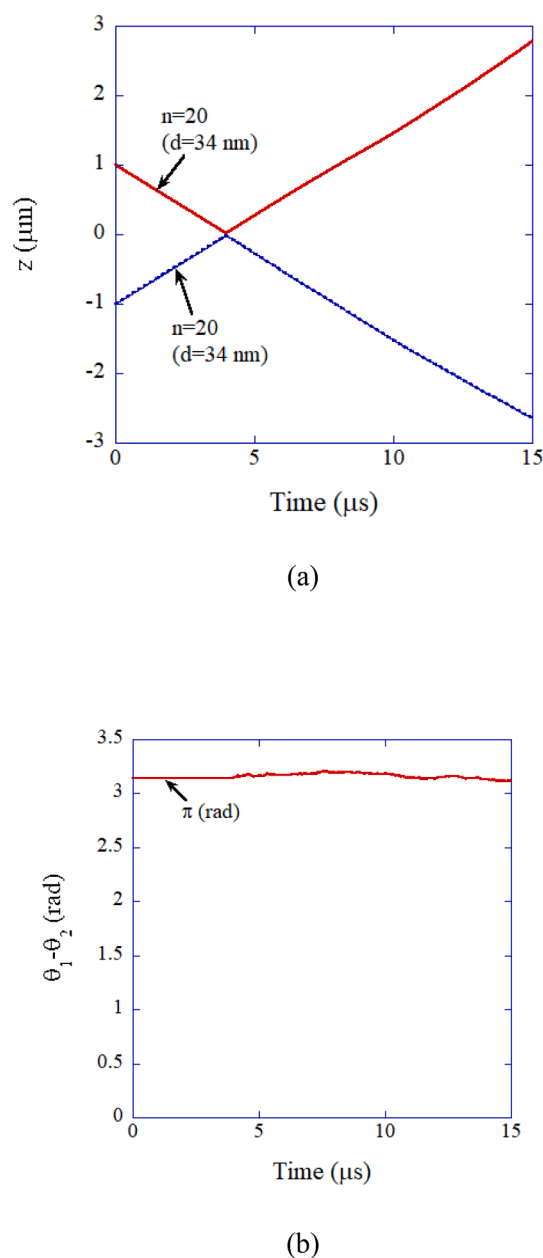 3
2
1
0
-1
-2
-3
z (μm)
n=20
(d=34 nm)
n=20
(d=34 nm)
0 5 10 15
Time (μs)
(a)
3.5
3
2.5
2
1.5
1
0.5
0
θ₁-θ₂ (rad)
π (rad)
0 5 10 15
Time (μs)
(b)